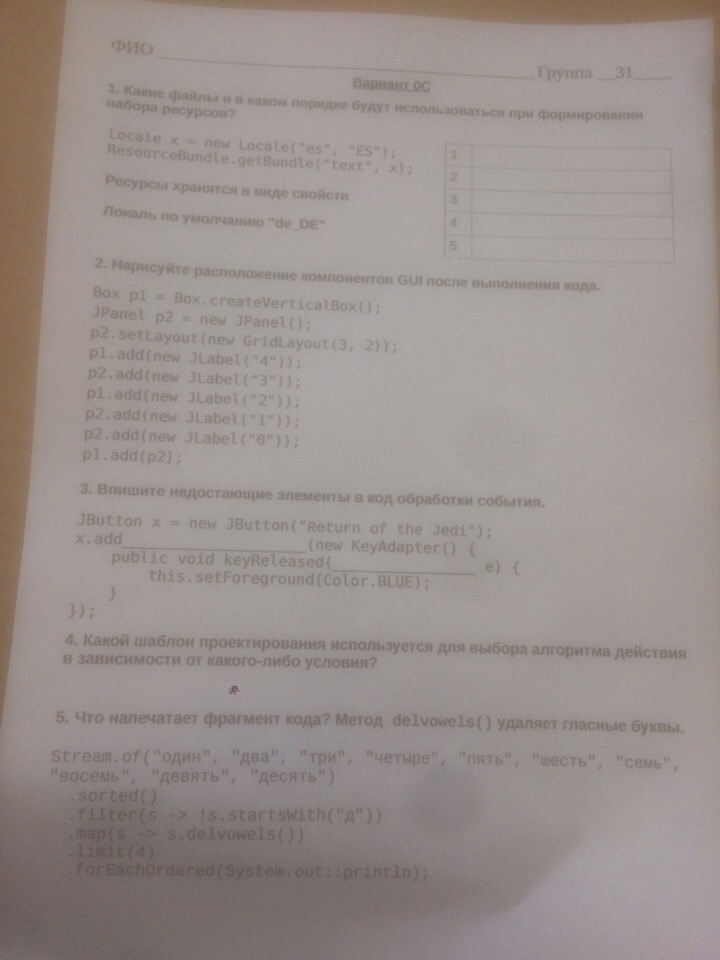 ФИО ____________________ Группа __31____
Вариант 0C
1. Какие файлы и в каком порядке будут использоваться при формировании
набора ресурсов?
Locale x = new Locale("es", "ES");
ResourceBundle.getBundle("text", x);
Ресурсы хранятся в виде свойств
Локаль по умолчанию "de_DE"
1
2
3
4
5
2. Нарисуйте расположение компонентов GUI после выполнения кода.
Box p1 = Box.createVerticalBox();
JPanel p2 = new JPanel();
p2.setLayout(new GridLayout(3, 2));
p1.add(new JLabel("4"));
p2.add(new JLabel("3"));
p1.add(new JLabel("2"));
p2.add(new JLabel("1"));
p2.add(new JLabel("0"));
p1.add(p2);
3. Впишите недостающие элементы в код обработки события.
JButton x = new JButton("Return of the Jedi");
x.add____________________(new KeyAdapter() {
public void keyReleased(________________ e) {
this.setForeground(Color.BLUE);
}
});
4. Какой шаблон проектирования используется для выбора алгоритма действия
в зависимости от какого-либо условия?
5. Что напечатает фрагмент кода? Метод delvowels() удаляет гласные буквы.
Stream.of("один", "два", "три", "четыре", "пять", "шесть", "семь",
"восемь", "девять", "десять")
.sorted()
.filter(s -> !s.startsWith("д"))
.map(s -> s.delvowels())
.limit(4)
.forEachOrdered(System.out::println);